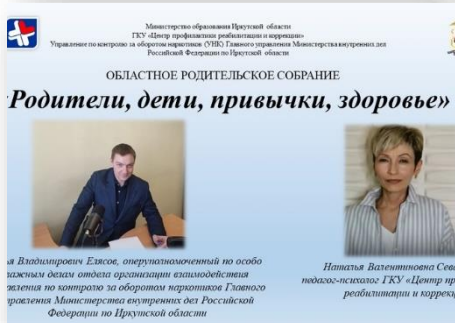 Министерство образования Иркутской области
ГКУ «Центр профилактики реабилитации и коррекции»
Управление по контролю за оборотом наркотиков (УНК) Главного управления Министерства внутренних дел
Российской Федерации по Иркутской области
ОБЛАСТНОЕ РОДИТЕЛЬСКОЕ СОБРАНИЕ
«Родители, дети, привычки, здоровье»
Владимирович Елясов, оперуполномоченный по особо
делам отдела организации взаимодействия
по контролю за оборотом наркотиков Главного
Министерства внутренних дел Российской
Федерации по Иркутской области
Наталья Валентиновна
педагог-психолог ГКУ «Центр
реабилитации и